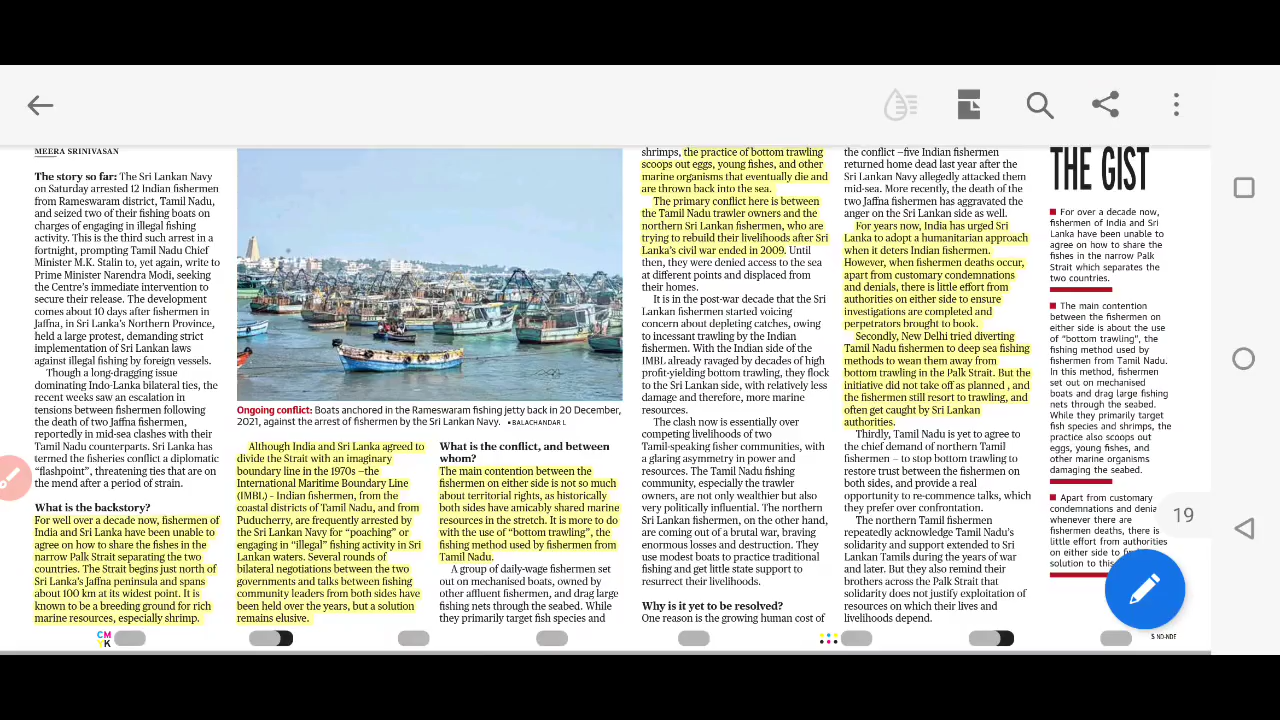 MEERA SRINIVASAN
The story so far: The Sri Lankan Navy
on Saturday arrested 12 Indian fishermen
from Rameswaram district, Tamil Nadu,
and seized two of their fishing boats on
charges of engaging in illegal fishing
activity. This is the third such arrest in a
fortnight, prompting Tamil Nadu Chief
Minister M.K. Stalin to, yet again, write to
Prime Minister Narendra Modi, seeking
the Centre's immediate intervention to
secure their release. The development
comes about 10 days after fishermen in
Jaffna, in Sri Lanka's Northern Province,
held a large protest, demanding strict
implementation of Sri Lankan laws
against illegal fishing by foreign vessels.
Though a long-dragging issue
dominating Indo-Lanka bilateral ties, the
recent weeks saw an escalation in
tensions between fishermen following
the death of two Jaffna fishermen,
reportedly in mid-sea clashes with their
Tamil Nadu counterparts. Sri Lanka has
termed the fisheries conflict a diplomatic
“flashpoint”, threatening ties that are on
the mend after a period of strain.
What is the backstory?
For well over a decade now, fishermen of
India and Sri Lanka have been unable to
agree on how to share the fishes in the
narrow Palk Strait separating the two
countries. The Strait begins just north of
Sri Lanka's Jaffna peninsula and spans
about 100 km at its widest point. It is
known to be a breeding ground for rich
marine resources, especially shrimp.
Ongoing conflict: Boats anchored in the Rameswaram fishing jetty back in 20 December,
2021, against the arrest of fishermen by the Sri Lankan Navy. • BALACHANDAR L
Although India and Sri Lanka agreed to
divide the Strait with an imaginary
boundary line in the 1970s –the
International Maritime Boundary Line
(IMBL) – Indian fishermen, from the
coastal districts of Tamil Nadu, and from
Puducherry, are frequently arrested by
the Sri Lankan Navy for “poaching” or
engaging in “illegal” fishing activity in Sri
Lankan waters. Several rounds of
bilateral negotiations between the two
governments and talks between fishing
community leaders from both sides have
been held over the years, but a solution
remains elusive.
What is the conflict, and between
whom?
The main contention between the
fishermen on either side is not so much
about territorial rights, as historically
both sides have amicably shared marine
resources in the stretch. It is more to do
with the use of “bottom trawling”, the
fishing method used by fishermen from
Tamil Nadu.
A group of daily-wage fishermen set
out on mechanised boats, owned by
other affluent fishermen, and drag large
fishing nets through the seabed. While
they primarily target fish species and
shrimps, the practice of bottom trawling
scoops out eggs, young fishes, and other
marine organisms that eventually die and
are thrown back into the sea.
The primary conflict here is between
the Tamil Nadu trawler owners and the
northern Sri Lankan fishermen, who are
trying to rebuild their livelihoods after Sri
Lanka's civil war ended in 2009. Until
then, they were denied access to the sea
at different points and displaced from
their homes.
It is in the post-war decade that the Sri
Lankan fishermen started voicing
concern about depleting catches, owing
to incessant trawling by the Indian
fishermen. With the Indian side of the
IMBL already ravaged by decades of high
profit-yielding bottom trawling, they flock
to the Sri Lankan side, with relatively less
damage and therefore, more marine
resources.
The clash now is essentially over
competing livelihoods of two
Tamil-speaking fisher communities, with
a glaring asymmetry in power and
resources. The Tamil Nadu fishing
community, especially the trawler
owners, are not only wealthier but also
very politically influential. The northern
Sri Lankan fishermen, on the other hand,
are coming out of a brutal war, braving
enormous losses and destruction. They
use modest boats to practice traditional
fishing and get little state support to
resurrect their livelihoods.
Why is it yet to be resolved?
One reason is the growing human cost of
the conflict –five Indian fishermen
returned home dead last year after the
Sri Lankan Navy allegedly attacked them
mid-sea. More recently, the death of the
two Jaffna fishermen has aggravated the
anger on the Sri Lankan side as well.
For years now, India has urged Sri
Lanka to adopt a humanitarian approach
when it deters Indian fishermen.
However, when fishermen deaths occur,
apart from customary condemnations
and denials, there is little effort from
authorities on either side to ensure
investigations are completed and
perpetrators brought to book.
Secondly, New Delhi tried diverting
Tamil Nadu fishermen to deep sea fishing
methods to wean them away from
bottom trawling in the Palk Strait. But the
initiative did not take off as planned , and
the fishermen still resort to trawling, and
often get caught by Sri Lankan
authorities.
Thirdly, Tamil Nadu is yet to agree to
the chief demand of northern Tamil
fishermen – to stop bottom trawling – to
restore trust between the fishermen on
both sides, and provide a real
opportunity to re-commence talks, which
they prefer over confrontation.
The northern Tamil fishermen
repeatedly acknowledge Tamil Nadu's
solidarity and support extended to Sri
Lankan Tamils during the years of war
and later. But they also remind their
brothers across the Palk Strait that
solidarity does not justify exploitation of
resources on which their lives and
livelihoods depend.
THE GIST
For over a decade now,
fishermen of India and Sri
Lanka have been unable to
agree on how to share the
fishes in the narrow Palk
Strait which separates the
two countries.
The main contention
between the fishermen on
either side is about the use
of “bottom trawling”, the
fishing method used by
fishermen from Tamil Nadu.
In this method, fishermen
set out on mechanised
boats and drag large fishing
nets through the seabed.
While they primarily target
fish species and shrimps, the
practice also scoops out
eggs, young fishes, and
other marine organisms
damaging the seabed.
Apart from customary
condemnations and denia
whenever there are
fishermen deaths, there is
little effort from authorities
on either side to
solution to this
19
CM
YK
S ND-NDE